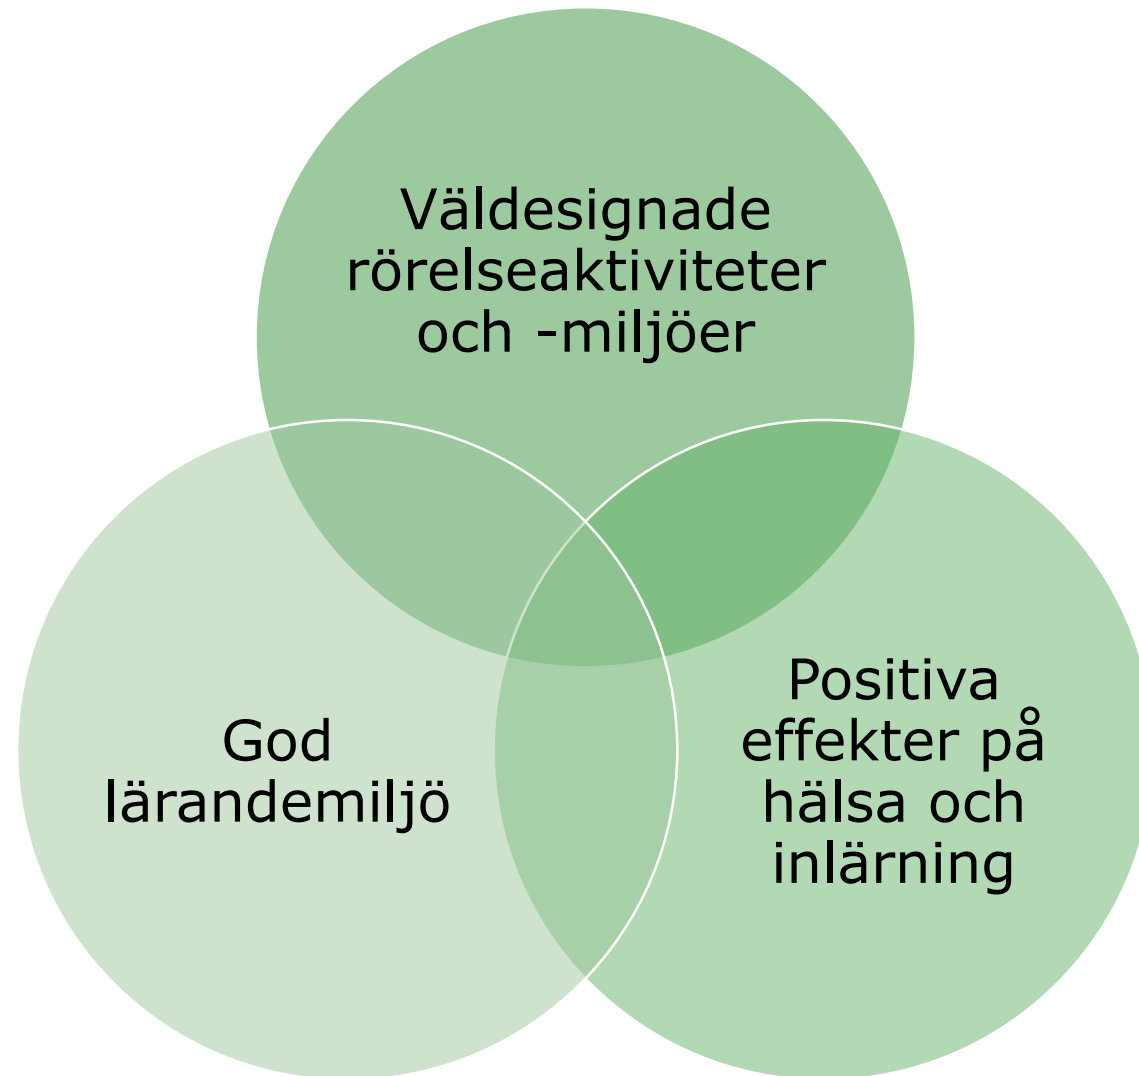 Väldesignade
rörelseaktiviteter
och -miljöer
God
lärandemiljö
Positiva
effekter på
hälsa och
inlärning